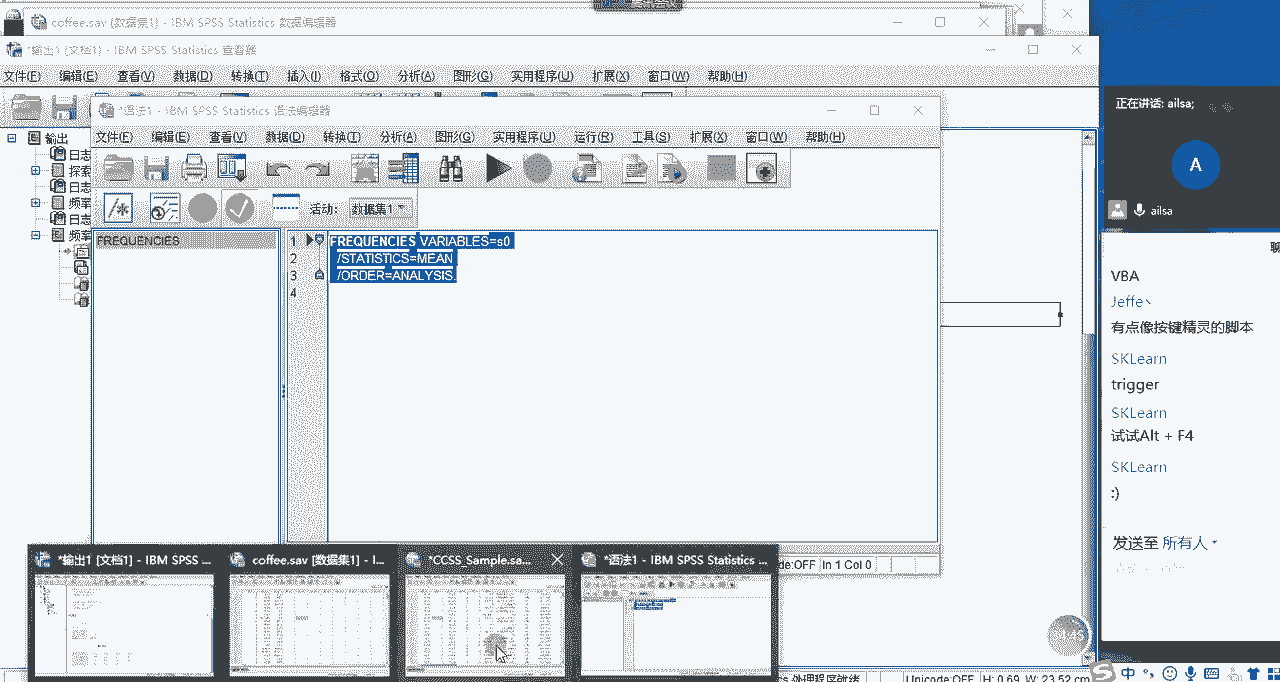 coffee.sav [数据集1] - IBM SPSS Statistics 数据编辑器
*输出1 [文档1] - IBM SPSS Statistics 查看器
文件(F) 编辑(E) 查看(V) 数据(D) 转换(T) 插入(I) 格式(O) 分析(A) 图形(G) 实用程序(U) 扩展(X) 窗口(W) 帮助(H)
*语法1 - IBM SPSS Statistics 语法编辑器
文件(F) 编辑(E) 查看(V) 数据(D) 转换(T) 分析(A) 图形(G) 实用程序(U) 运行(R) 工具(S) 扩展(X) 窗口(W) 帮助(H)
输出
日志
探索
日志
频率
日志
频率
活动: 数据集1
FREQUENCIES
1 FREQUENCIES VARIABLES=s0
2 /STATISTICS=MEAN
3 /ORDER=ANALYSIS.
4
正在讲话: ailsa;
A
ailsa
聊
VBA
Jeffe
有点像按键精灵的脚本
SKLearn
trigger
SKLearn
试试Alt + F4
SKLearn
:)
发送至 所有人
*输出1 [文档1] - IBM SPSS ...
coffee.sav [数据集1] - I...
*CCSS_Sample.sa...
*语法1 - IBM SPSS Statistics ...
de:OFF In 1 Col 0
处理程序就绪 Unicode:OFF H: 0.69, W: 23.52 cm
中